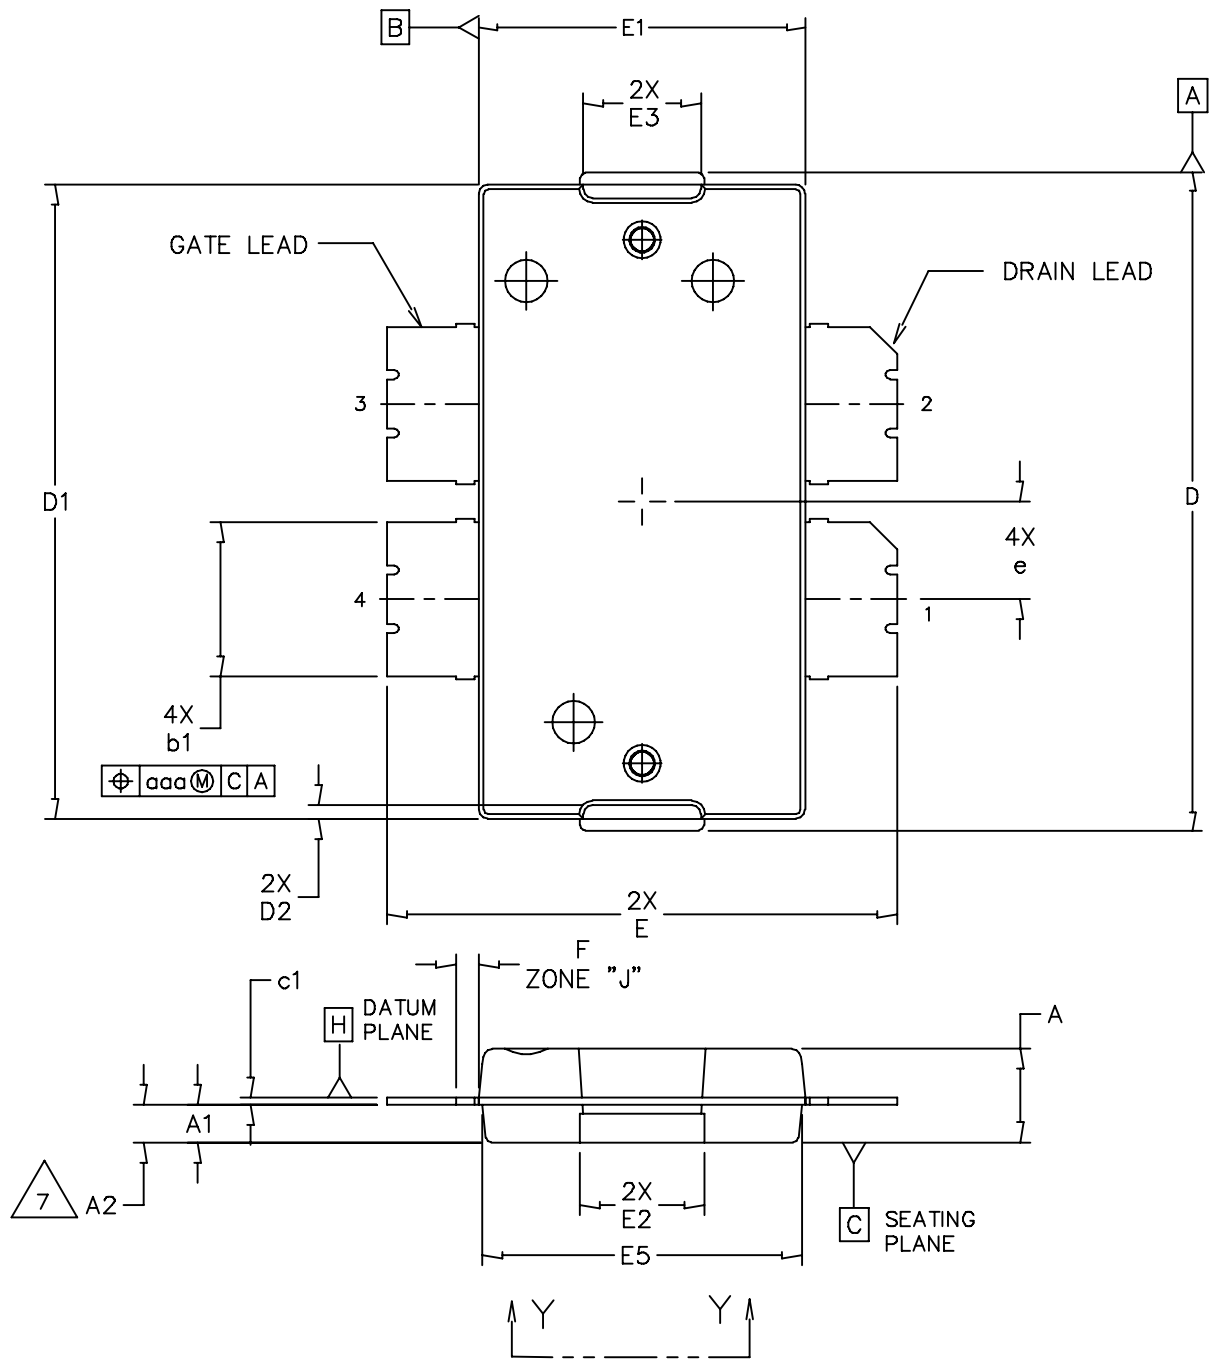 B
E1
2X
E3
A
GATE LEAD
DRAIN LEAD
3
2
D1
D
4X
e
4
1
4X
b1
⌖ aaa Ⓜ C A
2X
D2
2X
E
F
ZONE "J"
c1
H
DATUM
PLANE
A
A1
7
A2
2X
E2
C
SEATING
PLANE
E5
Y
Y